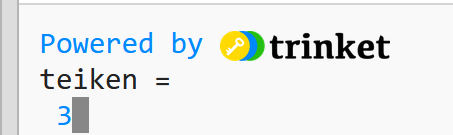 Powered by trinket
teiken =
3